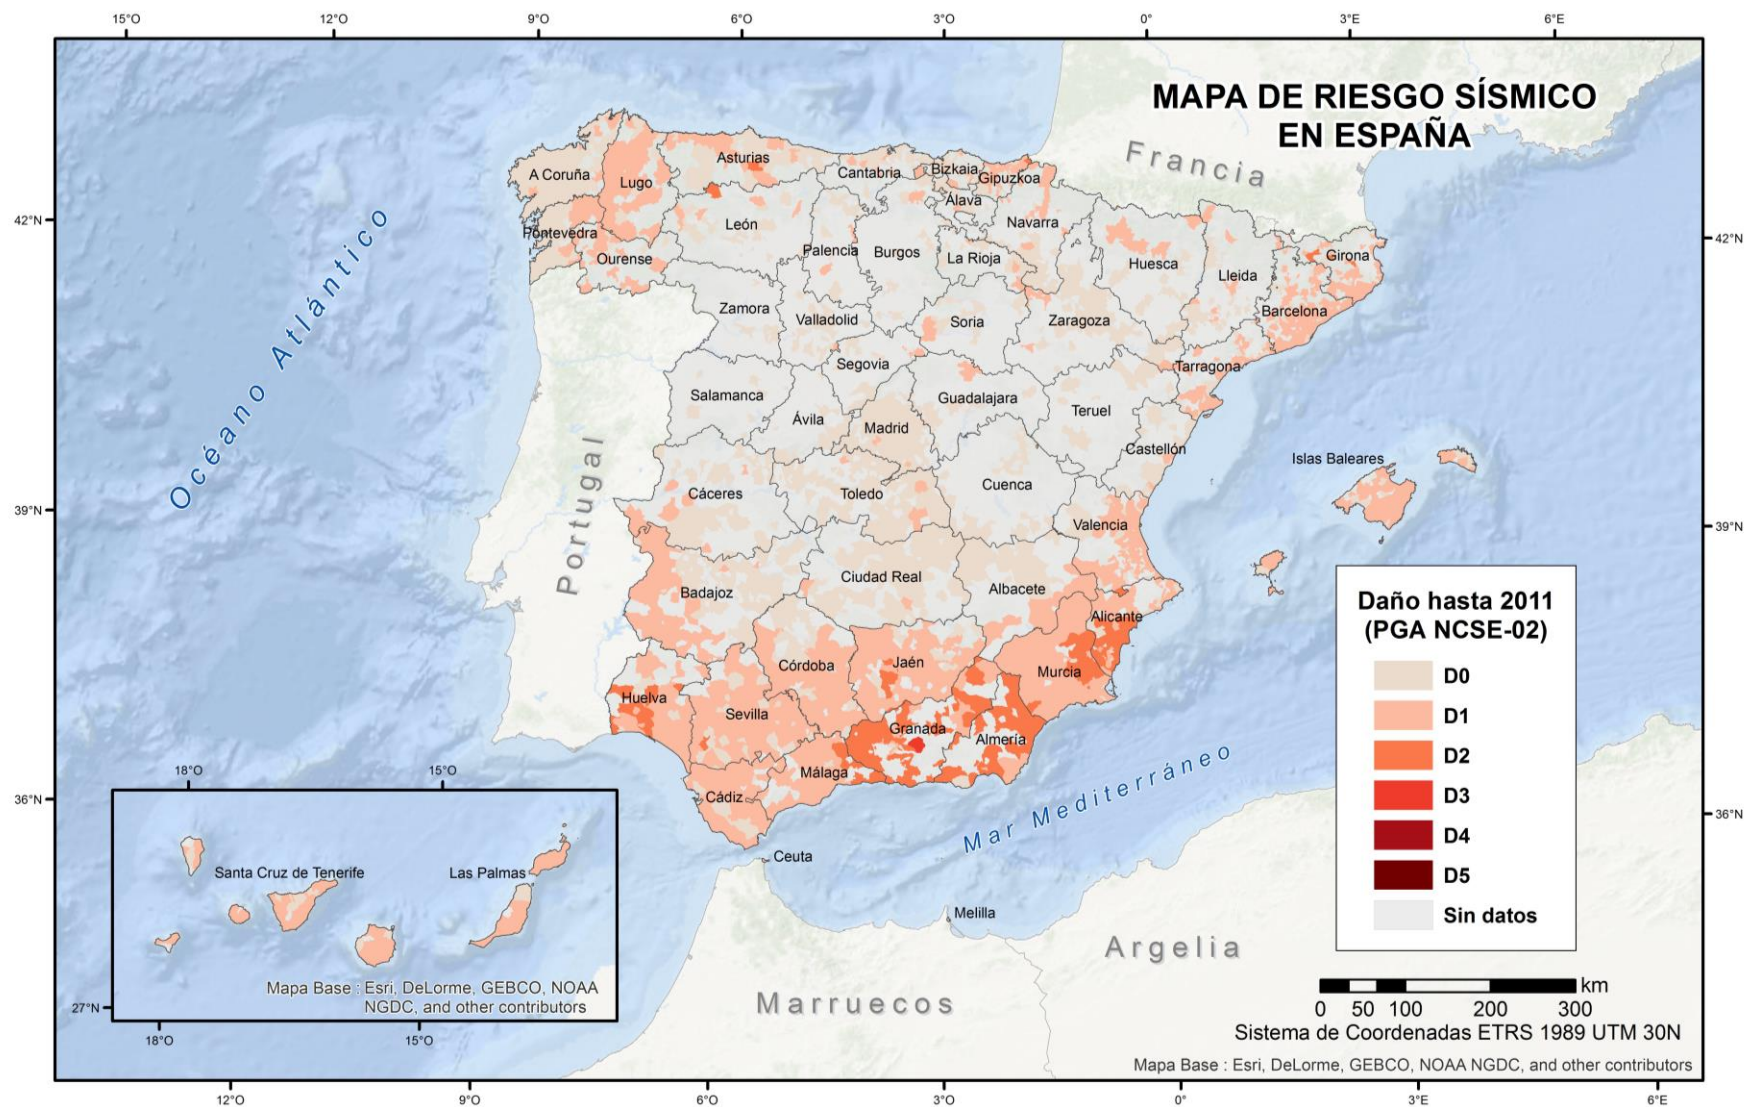 15°O 12°O 9°O 6°O 3°O 0° 3°E 6°E
MAPA DE RIESGO SÍSMICO
EN ESPAÑA
Francia
Océano Atlántico
42°N
42°N
A Coruña
Lugo
Asturias
Cantabria
Bizkaia
Gipuzkoa
Álava
Navarra
Pontevedra
Ourense
León
Palencia
Burgos
La Rioja
Huesca
Lleida
Girona
Barcelona
Zamora
Valladolid
Soria
Zaragoza
Segovia
Tarragona
Salamanca
Ávila
Madrid
Guadalajara
Teruel
Castellón
Islas Baleares
Portugal
Cáceres
Toledo
Cuenca
Valencia
39°N
39°N
Badajoz
Ciudad Real
Albacete
Alicante
Córdoba
Jaén
Murcia
Huelva
Sevilla
Granada
Almería
Málaga
Cádiz
Mar Mediterráneo
36°N
36°N
Ceuta
Melilla
Marruecos
Argelia
Daño hasta 2011
(PGA NCSE-02)
D0
D1
D2
D3
D4
D5
Sin datos
18°O 15°O
Santa Cruz de Tenerife
Las Palmas
Mapa Base : Esri, DeLorme, GEBCO, NOAA
NGDC, and other contributors
27°N
18°O 15°O
km
0 50 100 200 300
Sistema de Coordenadas ETRS 1989 UTM 30N
Mapa Base : Esri, DeLorme, GEBCO, NOAA NGDC, and other contributors
12°O 9°O 6°O 3°O 0° 3°E 6°E